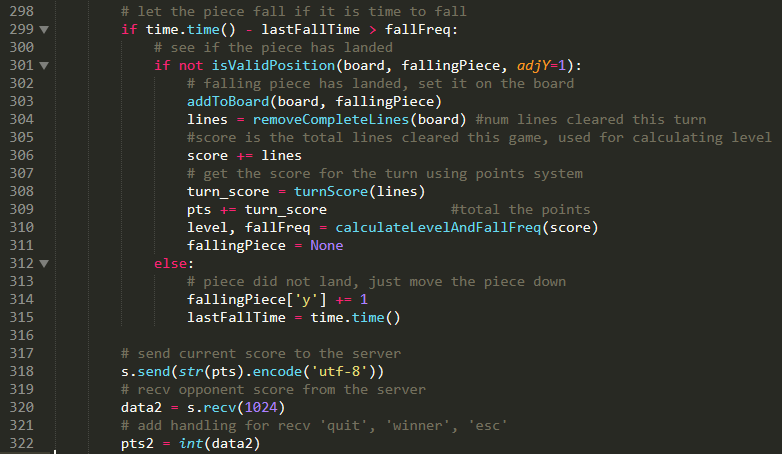 298 # let the piece fall if it is time to fall
299 if time.time() - lastFallTime > fallFreq:
300 # see if the piece has landed
301 if not isValidPosition(board, fallingPiece, adjY=1):
302 # falling piece has landed, set it on the board
303 addToBoard(board, fallingPiece)
304 lines = removeCompleteLines(board) #num lines cleared this turn
305 #score is the total lines cleared this game, used for calculating level
306 score += lines
307 # get the score for the turn using points system
308 turn_score = turnScore(lines)
309 pts += turn_score #total the points
310 level, fallFreq = calculateLevelAndFallFreq(score)
311 fallingPiece = None
312 else:
313 # piece did not land, just move the piece down
314 fallingPiece['y'] += 1
315 lastFallTime = time.time()
316
317 # send current score to the server
318 s.send(str(pts).encode('utf-8'))
319 # recv opponent score from the server
320 data2 = s.recv(1024)
321 # add handling for recv 'quit', 'winner', 'esc'
322 pts2 = int(data2)